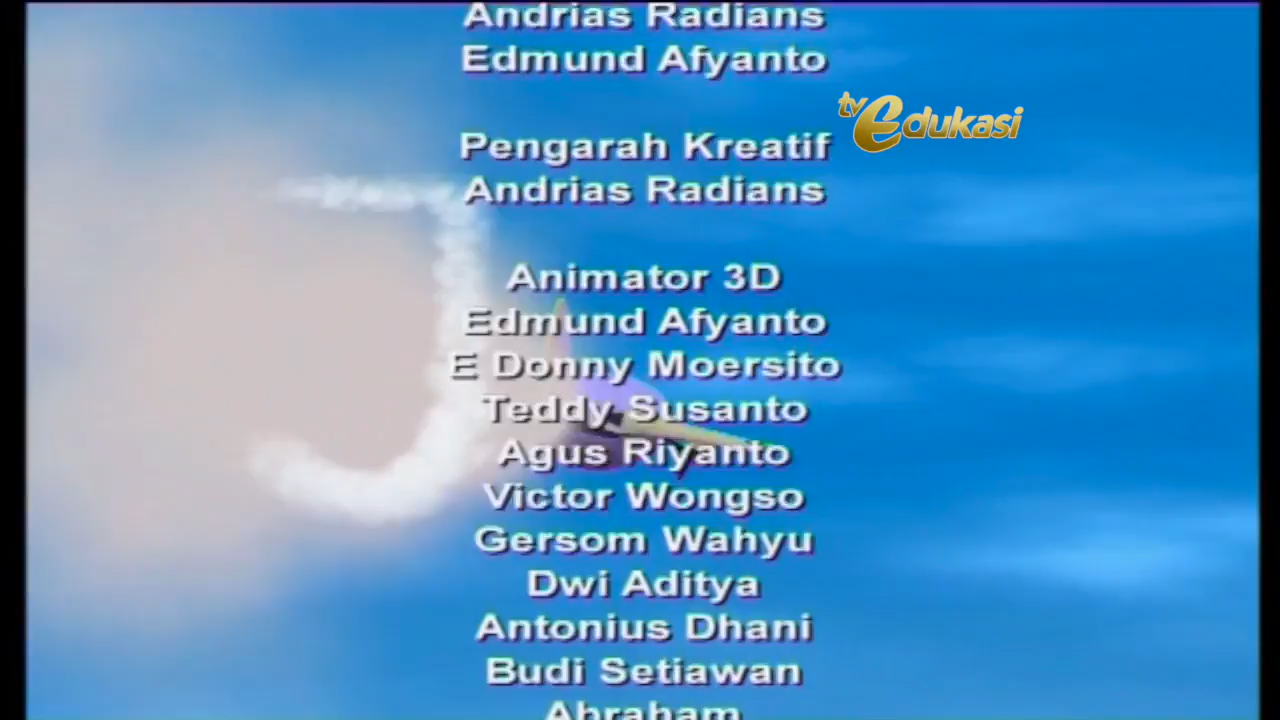 Andrias Radians
Edmund Afyanto
tv edukasi
Pengarah Kreatif
Andrias Radians
Animator 3D
Edmund Afyanto
E Donny Moersito
Teddy Susanto
Agus Riyanto
Victor Wongso
Gersom Wahyu
Dwi Aditya
Antonius Dhani
Budi Setiawan
Abraham